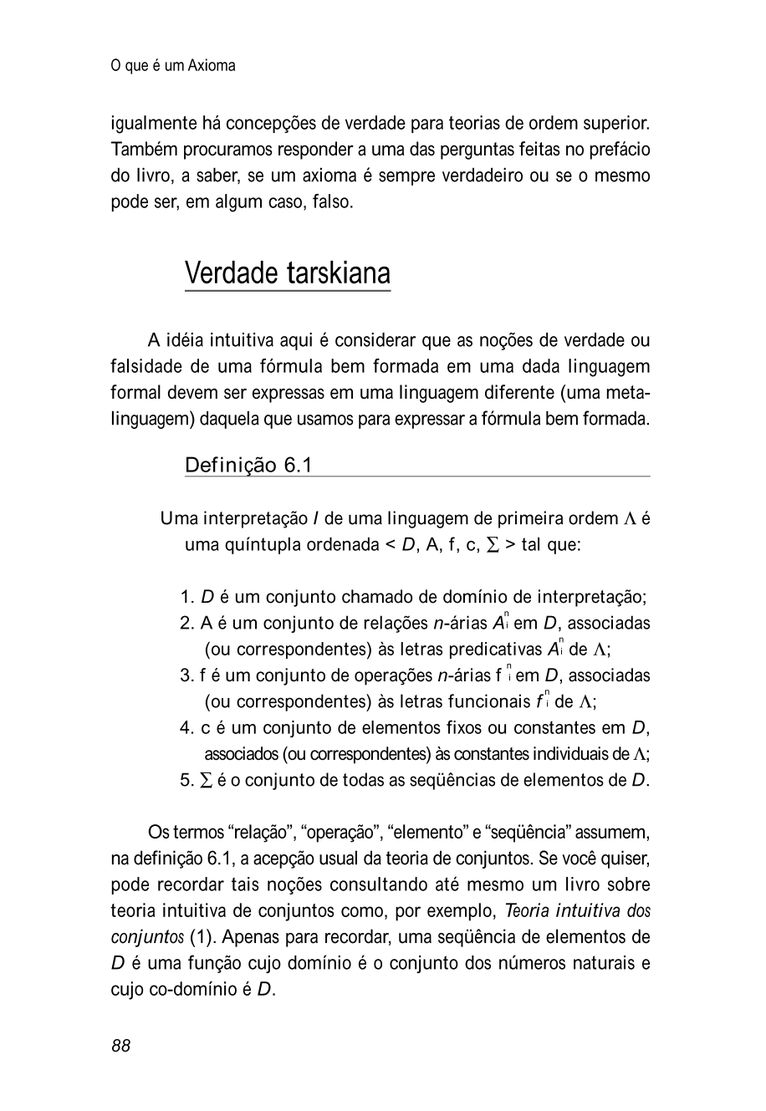 O que é um Axioma
igualmente há concepções de verdade para teorias de ordem superior.
Também procuramos responder a uma das perguntas feitas no prefácio
do livro, a saber, se um axioma é sempre verdadeiro ou se o mesmo
pode ser, em algum caso, falso.
Verdade tarskiana
A idéia intuitiva aqui é considerar que as noções de verdade ou
falsidade de uma fórmula bem formada em uma dada linguagem
formal devem ser expressas em uma linguagem diferente (uma meta-
linguagem) daquela que usamos para expressar a fórmula bem formada.
Definição 6.1
Uma interpretação I de uma linguagem de primeira ordem Λ é
uma quíntupla ordenada < D, A, f, c, ∑ > tal que:
1. D é um conjunto chamado de domínio de interpretação;
2. A é um conjunto de relações n-árias Aᵢⁿ em D, associadas
(ou correspondentes) às letras predicativas Aᵢⁿ de Λ;
3. f é um conjunto de operações n-árias f ᵢⁿ em D, associadas
(ou correspondentes) às letras funcionais f ᵢⁿ de Λ;
4. c é um conjunto de elementos fixos ou constantes em D,
associados (ou correspondentes) às constantes individuais de Λ;
5. ∑ é o conjunto de todas as seqüências de elementos de D.
Os termos “relação”, “operação”, “elemento” e “seqüência” assumem,
na definição 6.1, a acepção usual da teoria de conjuntos. Se você quiser,
pode recordar tais noções consultando até mesmo um livro sobre
teoria intuitiva de conjuntos como, por exemplo, Teoria intuitiva dos
conjuntos (1). Apenas para recordar, uma seqüência de elementos de
D é uma função cujo domínio é o conjunto dos números naturais e
cujo co-domínio é D.
88